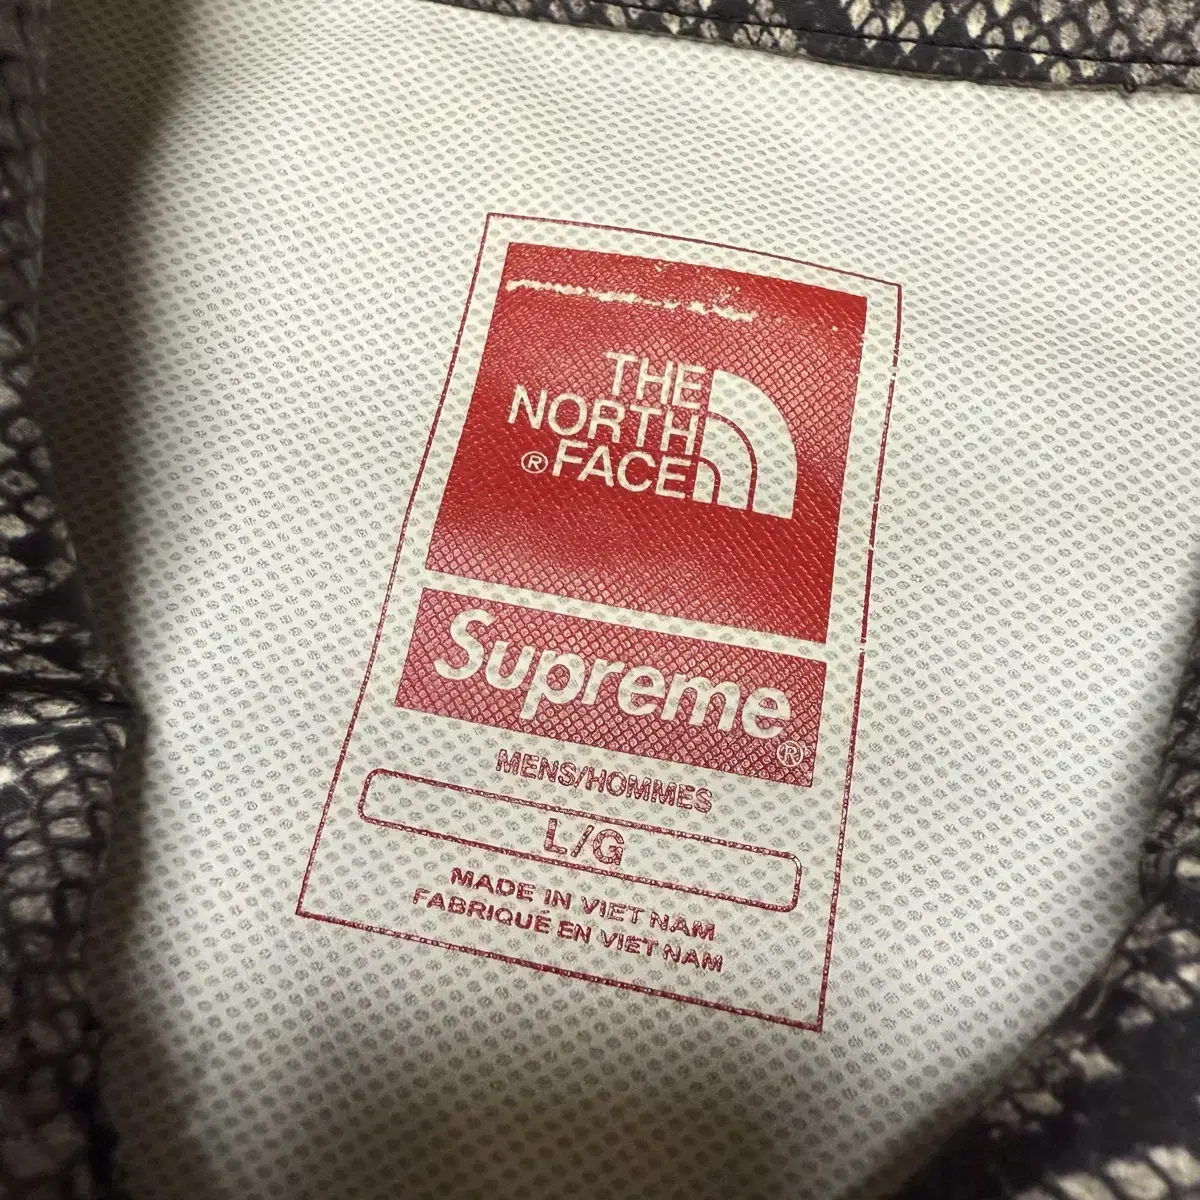 THE
NORTH
® FACE
Supreme
®
MENS/HOMMES
L/G
MADE IN VIET NAM
FABRIQUÉ EN VIET NAM